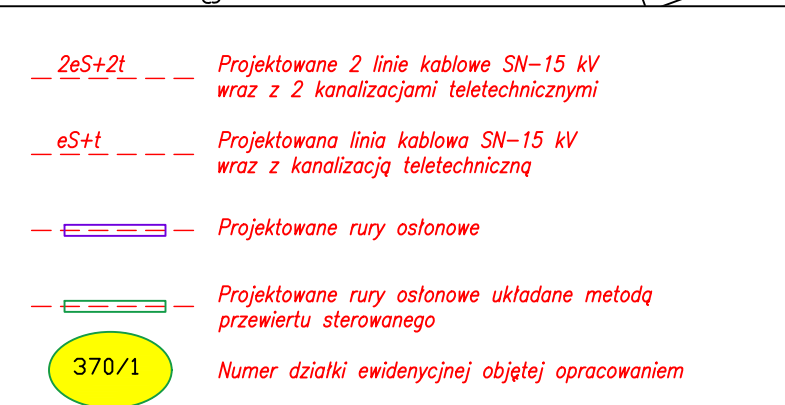 2eS+2t
Projektowane 2 linie kablowe SN-15 kV
wraz z 2 kanalizacjami teletechnicznymi
eS+t
Projektowana linia kablowa SN-15 kV
wraz z kanalizacją teletechniczną
Projektowane rury osłonowe
Projektowane rury osłonowe układane metodą
przewiertu sterowanego
370/1
Numer działki ewidenycjnej objętej opracowaniem